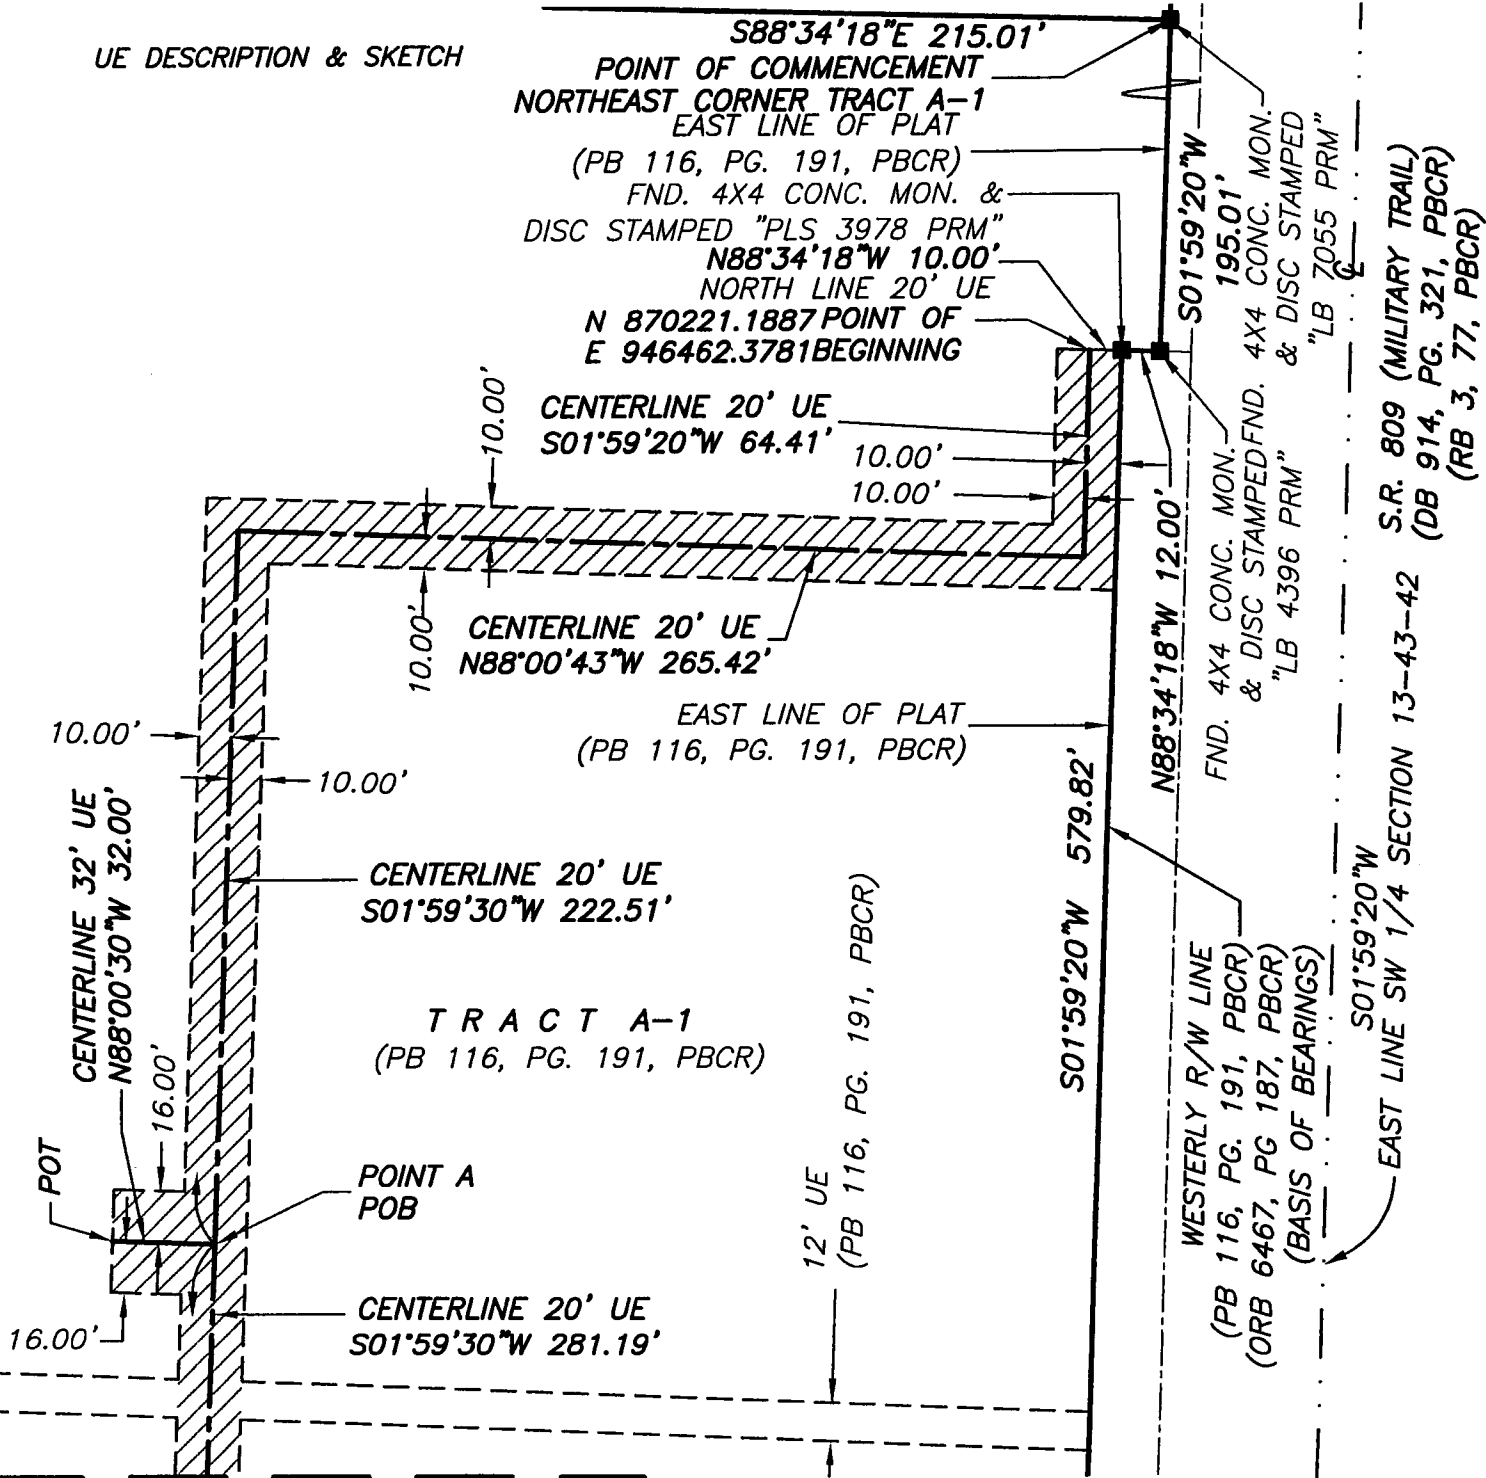 UE DESCRIPTION & SKETCH
S88°34'18"E 215.01'
POINT OF COMMENCEMENT
NORTHEAST CORNER TRACT A-1
EAST LINE OF PLAT
(PB 116, PG. 191, PBCR)
FND. 4X4 CONC. MON. &
DISC STAMPED "PLS 3978 PRM"
N88°34'18"W 10.00'
NORTH LINE 20' UE
N 870221.1887 POINT OF
E 946462.3781 BEGINNING
CENTERLINE 20' UE
S01°59'20"W 64.41'
10.00'
10.00'
10.00'
10.00'
CENTERLINE 20' UE
N88°00'43"W 265.42'
EAST LINE OF PLAT
(PB 116, PG. 191, PBCR)
10.00'
10.00'
CENTERLINE 32' UE
N88°00'30"W 32.00'
16.00'
CENTERLINE 20' UE
S01°59'30"W 222.51'
TRACT A-1
(PB 116, PG. 191, PBCR)
POT
POINT A
POB
16.00'
CENTERLINE 20' UE
S01°59'30"W 281.19'
12' UE
(PB 116, PG. 191, PBCR)
S01°59'20"W 579.82'
N88°34'18"W 12.00'
S01°59'20"W
195.01'
FND. 4X4 CONC. MON.
& DISC STAMPED
"LB 7055 PRM"
FND. 4X4 CONC. MON.
& DISC STAMPED
"LB 4396 PRM"
S.R. 809 (MILITARY TRAIL)
(DB 914, PG. 321, PBCR)
(RB 3, 77, PBCR)
WESTERLY R/W LINE
(PB 116, PG. 191, PBCR)
(ORB 6467, PG 187, PBCR)
(BASIS OF BEARINGS)
S01°59'20"W
EAST LINE SW 1/4 SECTION 13-43-42